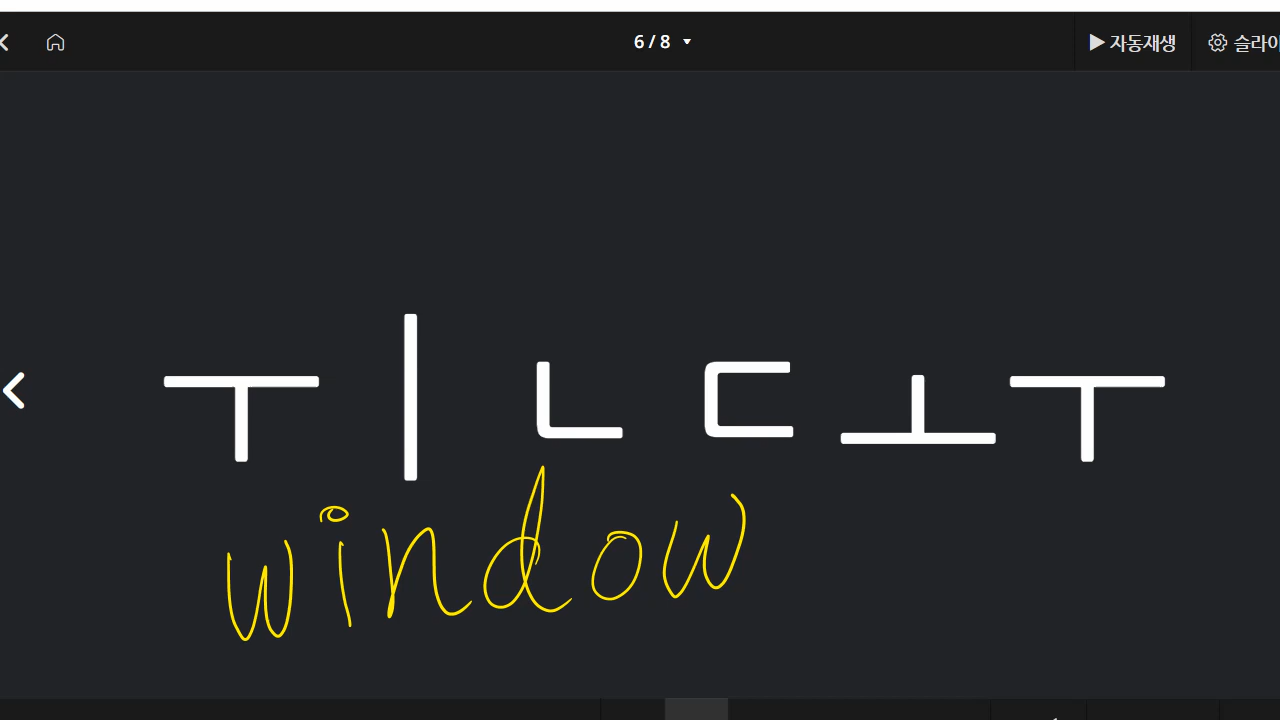 6 / 8 ▶ 자동재생
ㅜ ㅣ ㄴ ㄷ ㅗ ㅜ
window